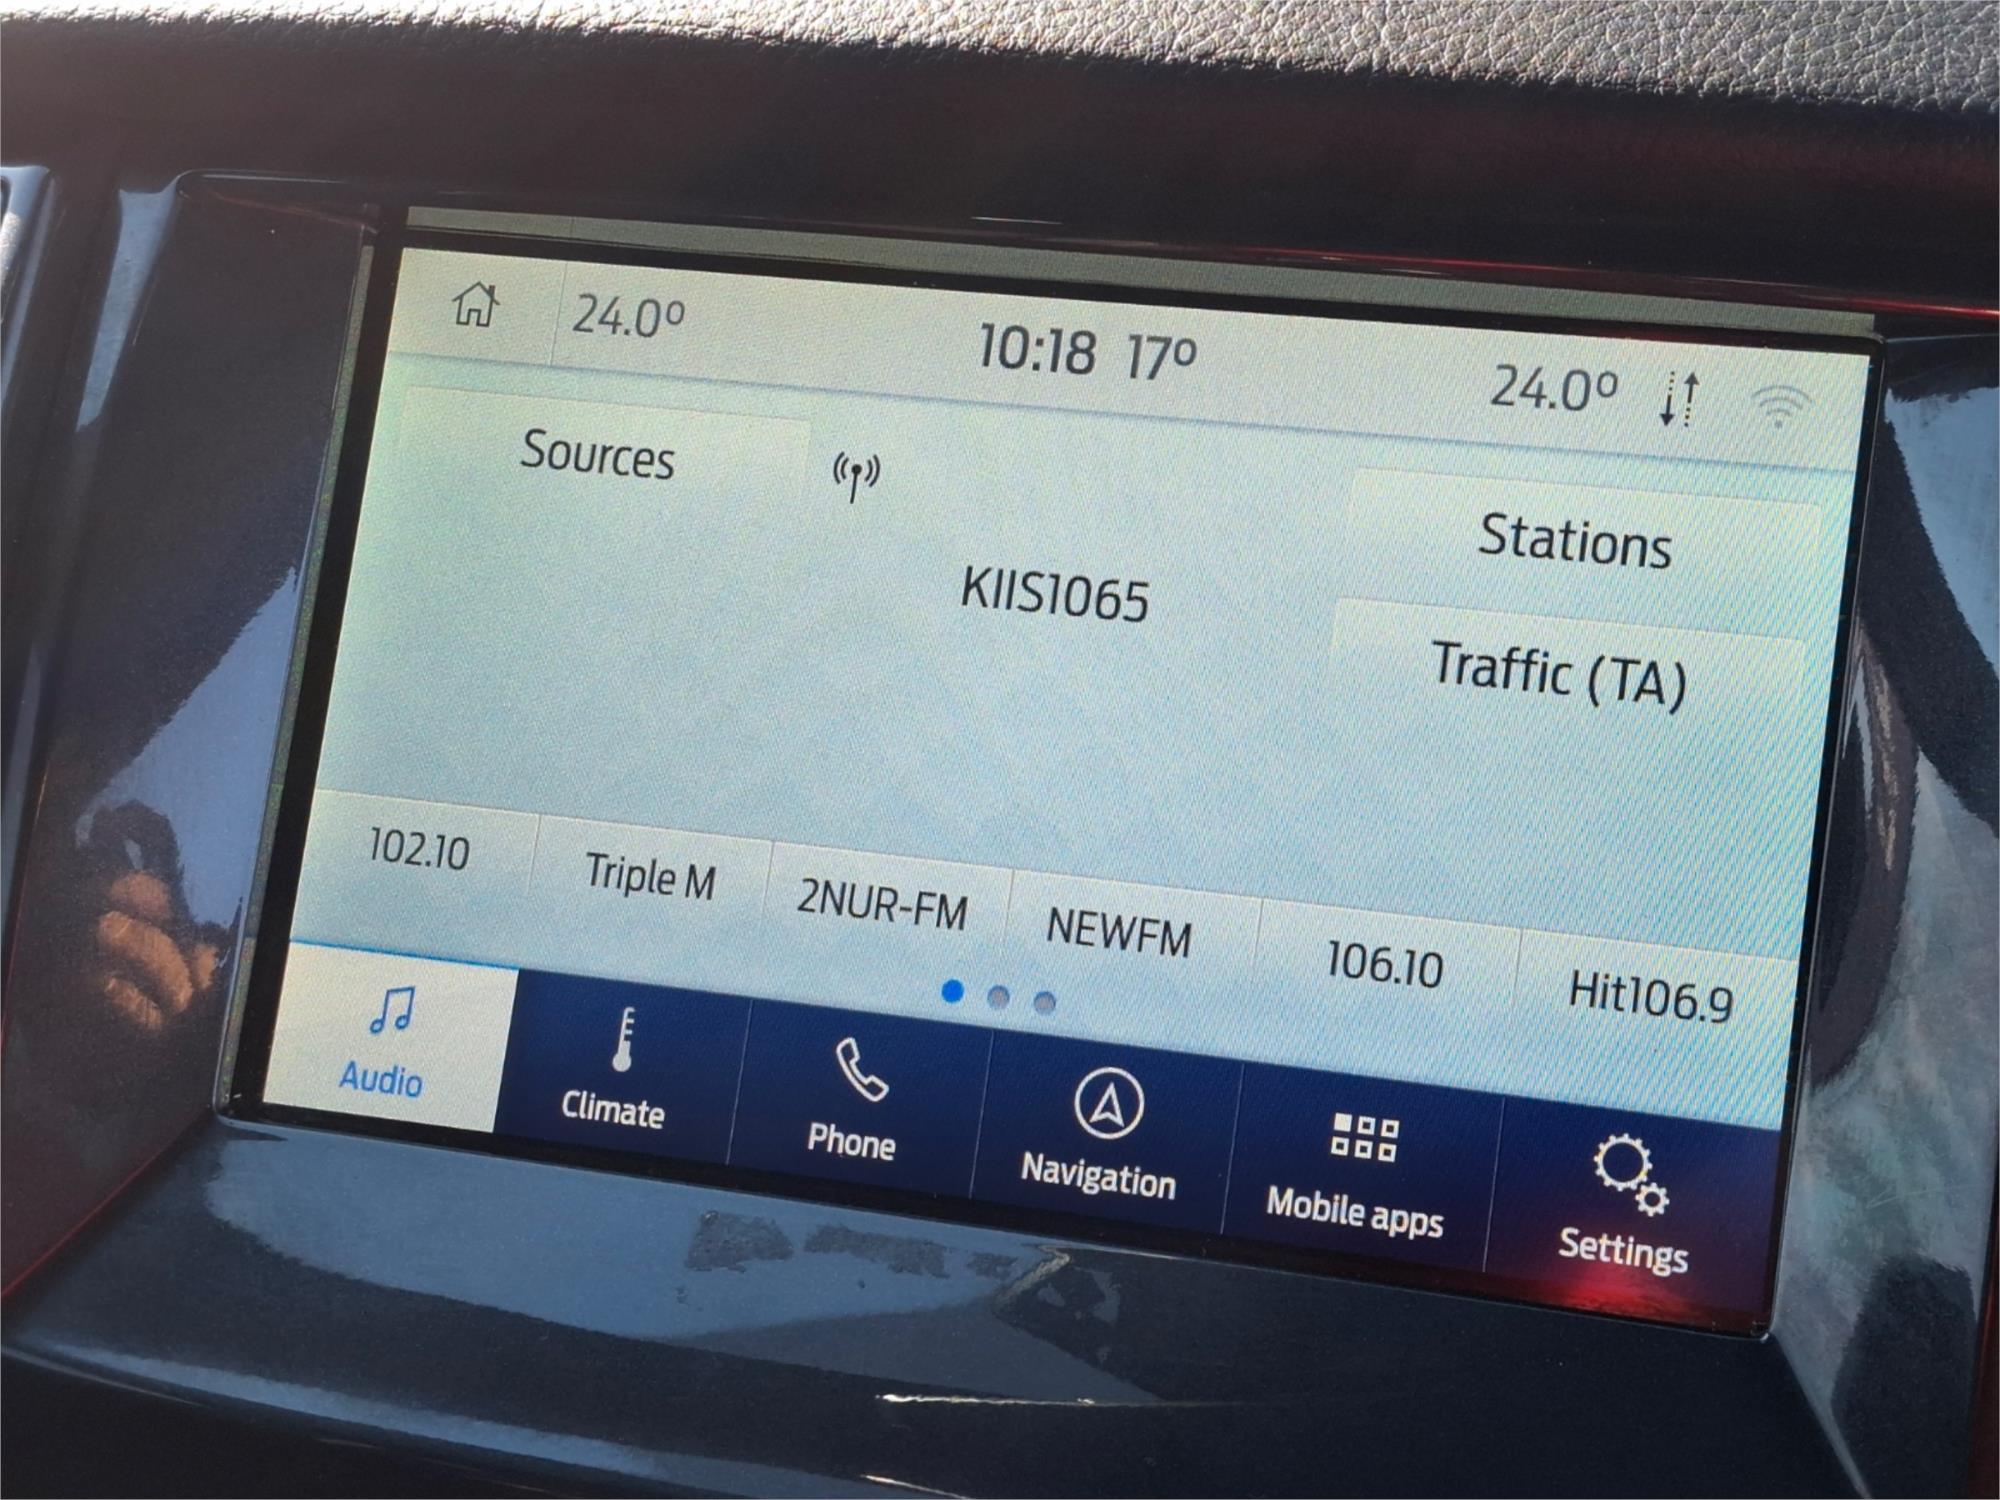 24.0° 10:18 17° 24.0°
Sources
Stations
KIIS1065
Traffic (TA)
102.10 Triple M 2NUR-FM NEWFM 106.10 Hit106.9
Audio Climate Phone Navigation Mobile apps Settings